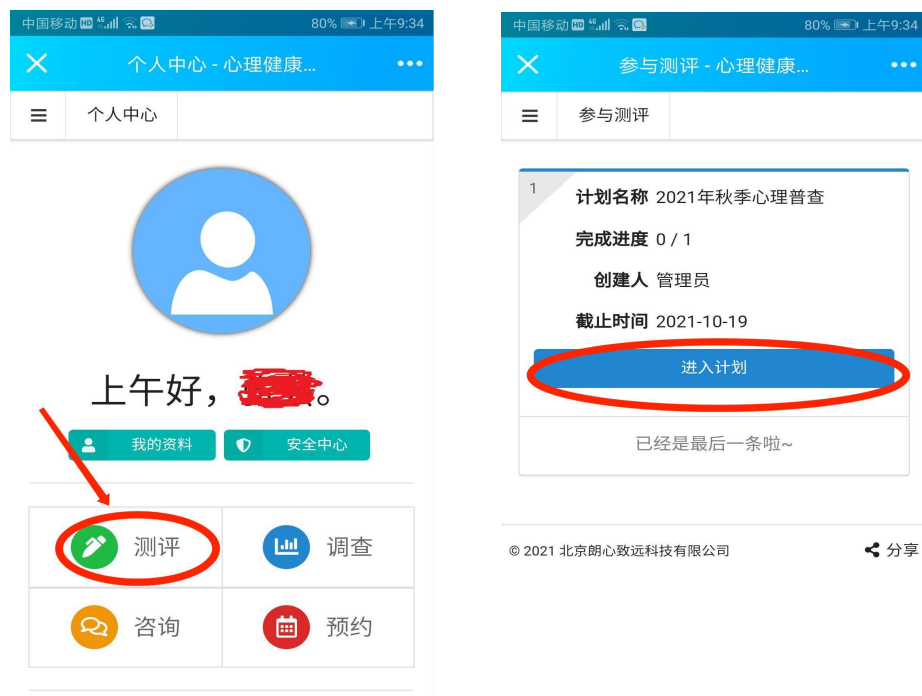 中国移动 HD 46 80% 上午9:34
个人中心 - 心理健康...
个人中心
上午好， 。
我的资料 安全中心
测评 调查
咨询 预约
中国移动 HD 46 80% 上午9:34
参与测评 - 心理健康...
参与测评
1
计划名称 2021年秋季心理普查
完成进度 0 / 1
创建人 管理员
截止时间 2021-10-19
进入计划
已经是最后一条啦~
© 2021 北京朗心致远科技有限公司 分享